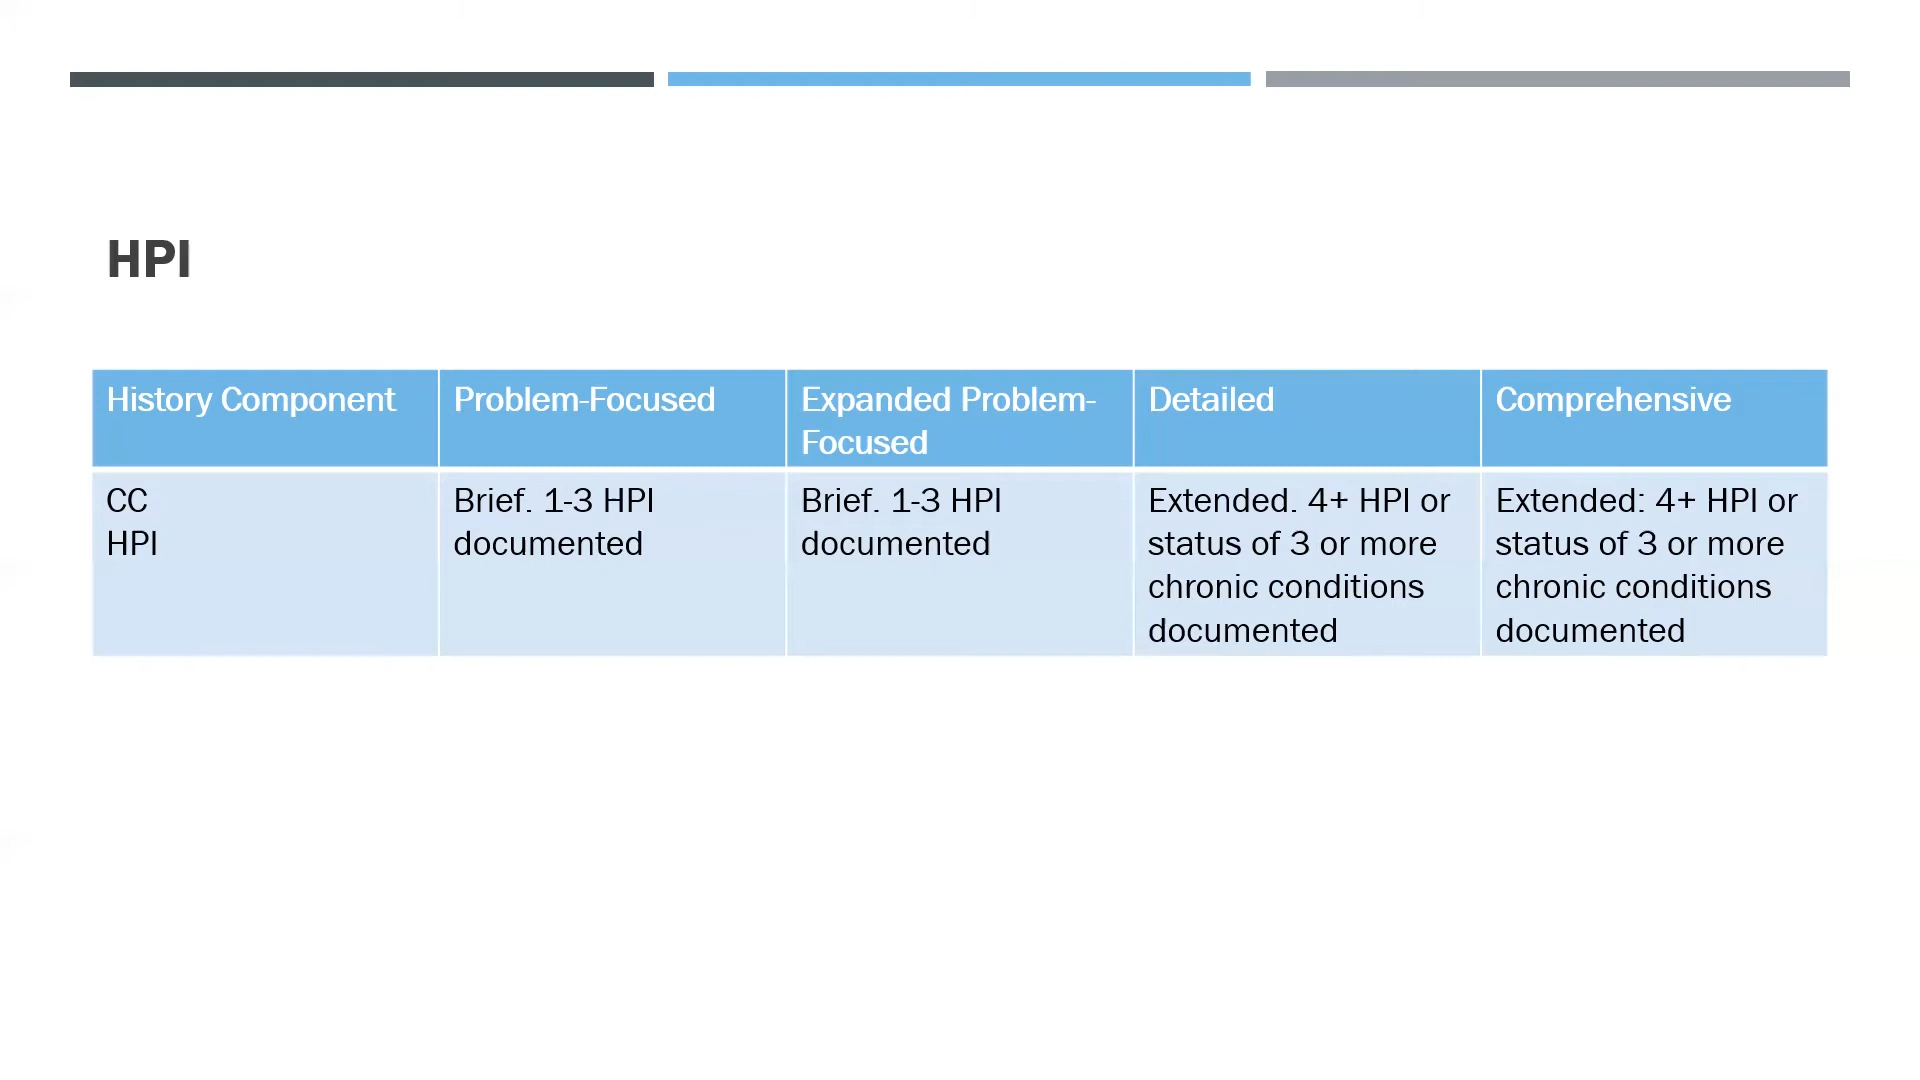 HPI
History Component
Problem-Focused
Expanded Problem-
Focused
Detailed
Comprehensive
CC
HPI
Brief. 1-3 HPI
documented
Brief. 1-3 HPI
documented
Extended. 4+ HPI or
status of 3 or more
chronic conditions
documented
Extended: 4+ HPI or
status of 3 or more
chronic conditions
documented